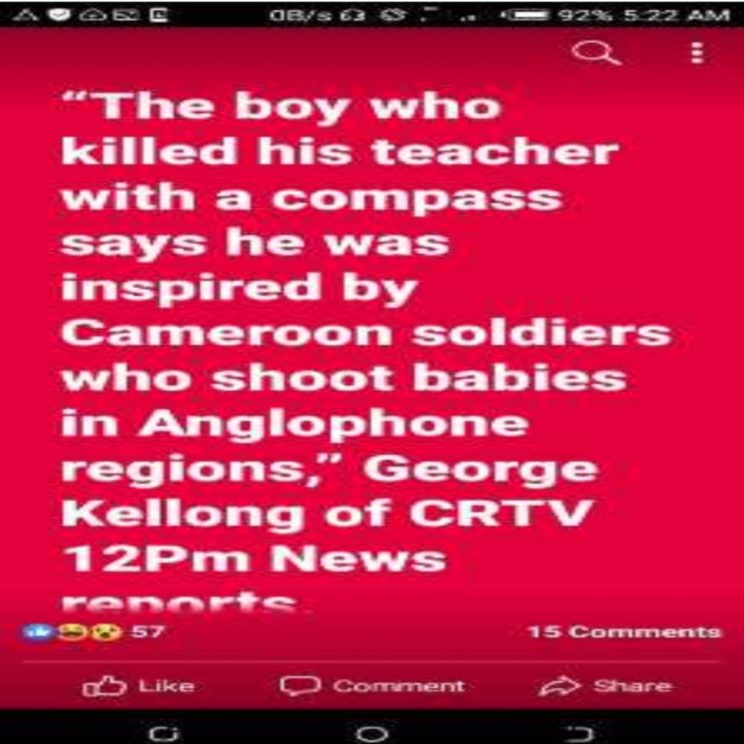 0B/s 92% 5:22 AM
“The boy who
killed his teacher
with a compass
says he was
inspired by
Cameroon soldiers
who shoot babies
in Anglophone
regions,” George
Kellong of CRTV
12Pm News
reports.
57 15 Comments
Like Comment Share